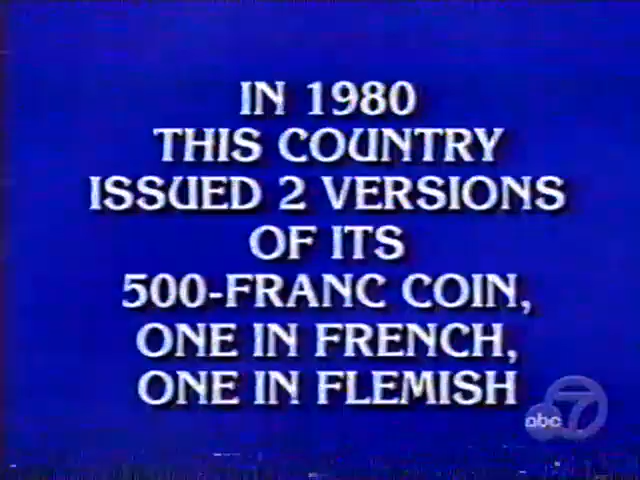 IN 1980
THIS COUNTRY
ISSUED 2 VERSIONS
OF ITS
500-FRANC COIN,
ONE IN FRENCH,
ONE IN FLEMISH
abc 7